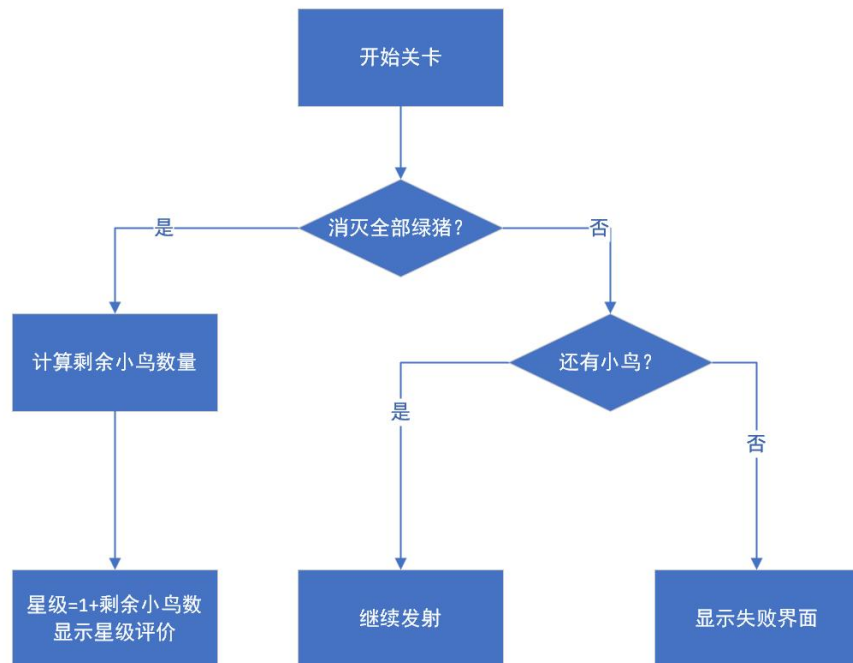 开始关卡
消灭全部绿猪?
是
否
计算剩余小鸟数量
还有小鸟?
是
否
星级=1+剩余小鸟数
显示星级评价
继续发射
显示失败界面